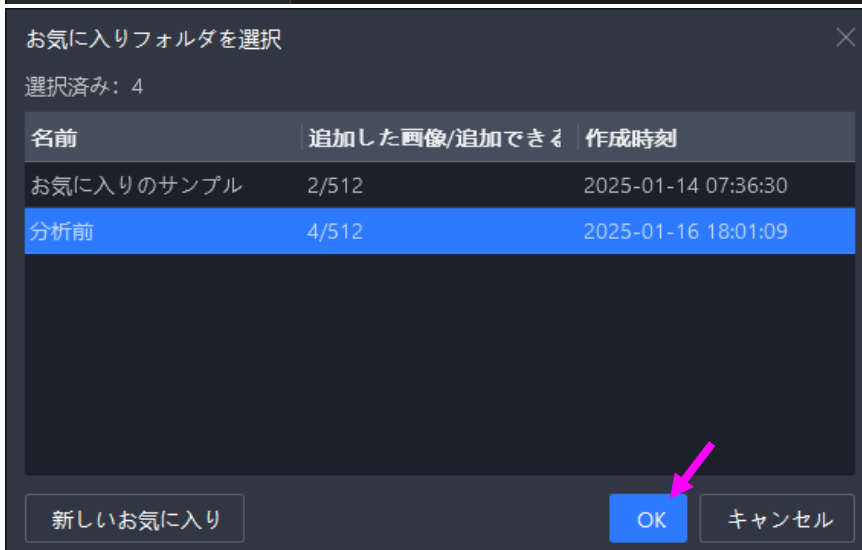 お気に入りフォルダを選択
選択済み: 4
名前 追加した画像/追加できる 作成時刻
お気に入りのサンプル 2/512 2025-01-14 07:36:30
分析前 4/512 2025-01-16 18:01:09
新しいお気に入り OK キャンセル